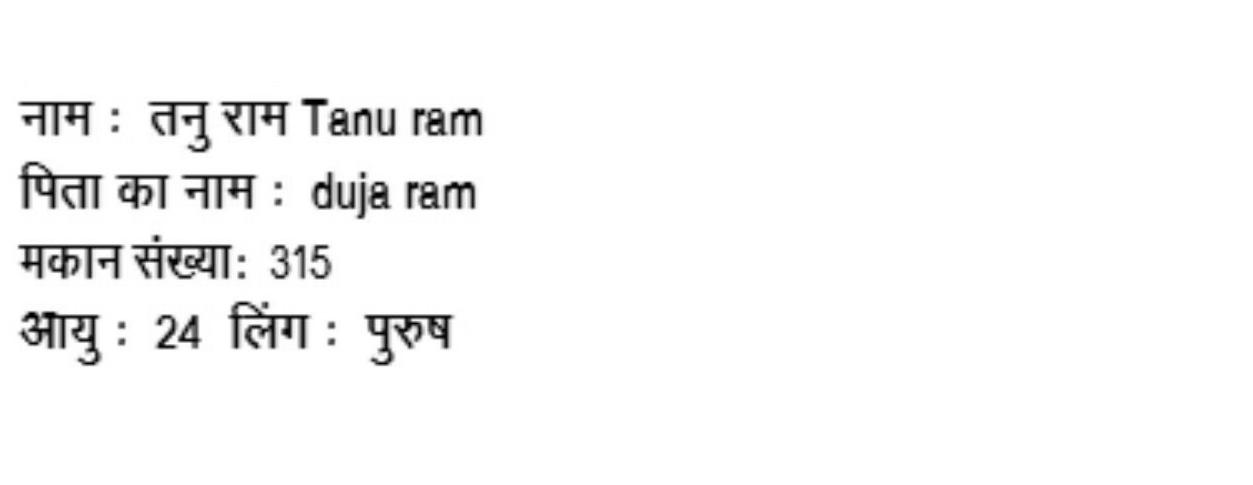 नाम : तनु राम Tanu ram
पिता का नाम : duja ram
मकान संख्या: 315
आयु : 24 लिंग : पुरुष